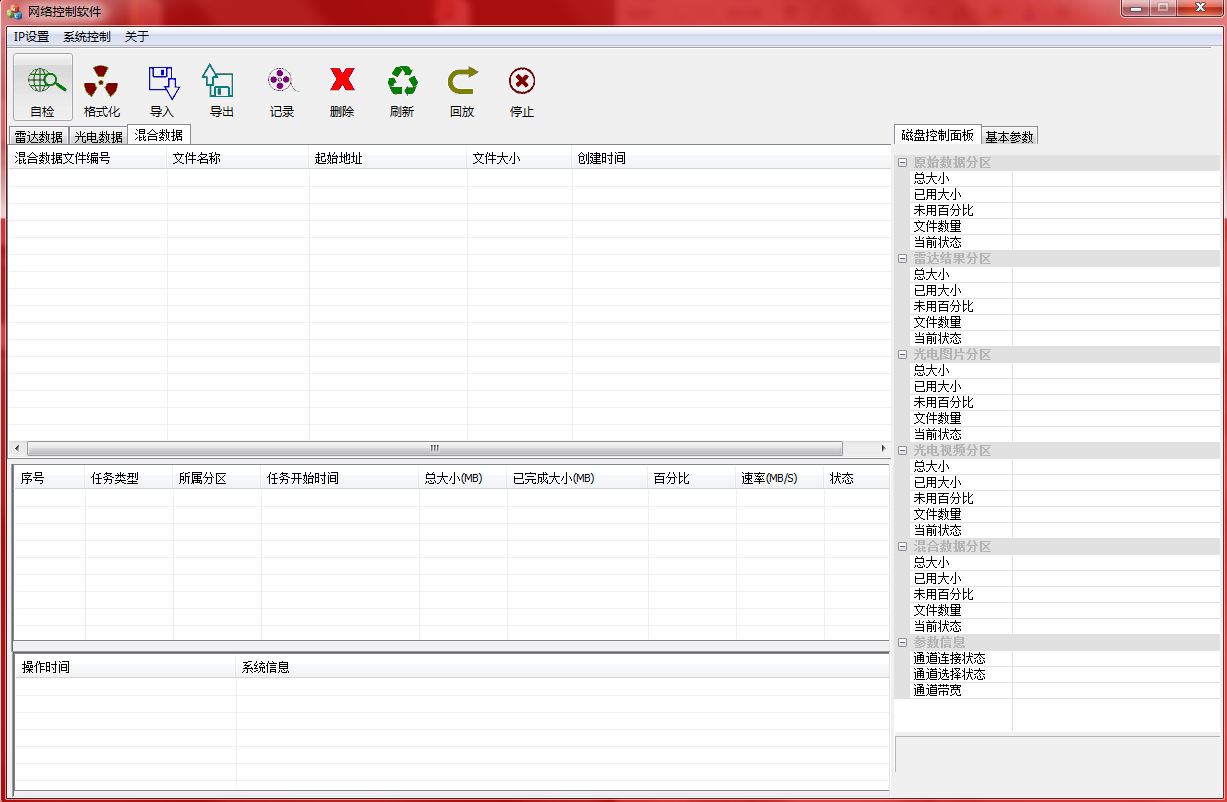 网络控制软件
IP设置 系统控制 关于
自检 格式化 导入 导出 记录 删除 刷新 回放 停止
雷达数据 光电数据 混合数据
混合数据文件编号 文件名称 起始地址 文件大小 创建时间
序号 任务类型 所属分区 任务开始时间 总大小(MB) 已完成大小(MB) 百分比 速率(MB/S) 状态
操作时间 系统信息
磁盘控制面板 基本参数
原始数据分区
总大小
已用大小
未用百分比
文件数量
当前状态
雷达结果分区
总大小
已用大小
未用百分比
文件数量
当前状态
光电图片分区
总大小
已用大小
未用百分比
文件数量
当前状态
光电视频分区
总大小
已用大小
未用百分比
文件数量
当前状态
混合数据分区
总大小
已用大小
未用百分比
文件数量
当前状态
参数信息
通道连接状态
通道选择状态
通道带宽